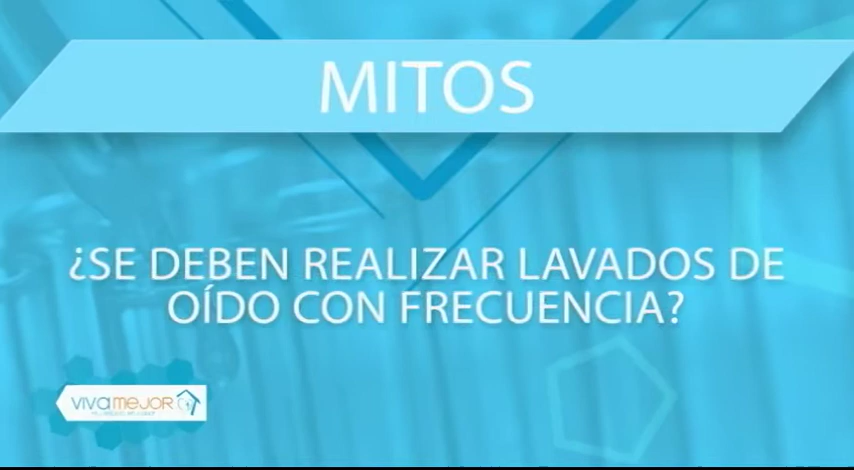 MITOS
¿SE DEBEN REALIZAR LAVADOS DE
OÍDO CON FRECUENCIA?
VIVa MEJOR